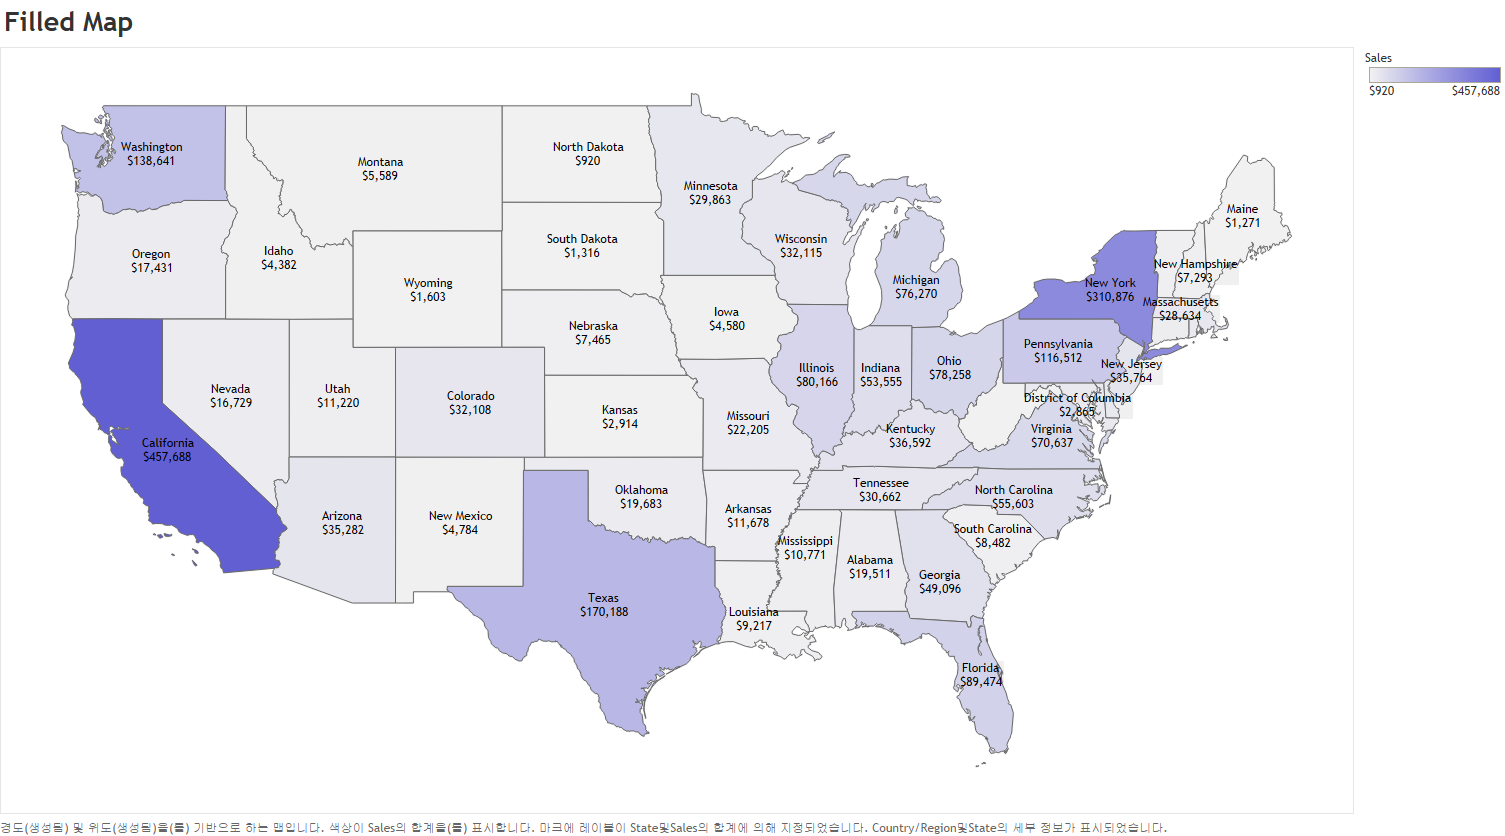 Filled Map
Sales
$920 $457,688
Washington
$138,641
Montana
$5,589
North Dakota
$920
Minnesota
$29,863
Maine
$1,271
Oregon
$17,431
Idaho
$4,382
South Dakota
$1,316
Wisconsin
$32,115
Michigan
$76,270
New Hampshire
$7,293
Wyoming
$1,603
New York
$310,876
Massachusetts
$28,634
Iowa
$4,580
Nebraska
$7,465
Pennsylvania
$116,512
New Jersey
$35,764
Illinois
$80,166
Indiana
$53,555
Ohio
$78,258
Nevada
$16,729
Utah
$11,220
Colorado
$32,108
District of Columbia
$2,865
Kansas
$2,914
Missouri
$22,205
Kentucky
$36,592
Virginia
$70,637
California
$457,688
Tennessee
$30,662
North Carolina
$55,603
Oklahoma
$19,683
Arizona
$35,282
New Mexico
$4,784
Arkansas
$11,678
South Carolina
$8,482
Mississippi
$10,771
Alabama
$19,511
Georgia
$49,096
Texas
$170,188
Louisiana
$9,217
Florida
$89,474
경도(생성됨) 및 위도(생성됨)을(를) 기반으로 하는 맵입니다. 색상이 Sales의 합계을(를) 표시합니다. 마크에 레이블이 State및Sales의 합계에 의해 지정되었습니다. Country/Region및State의 세부 정보가 표시되었습니다.